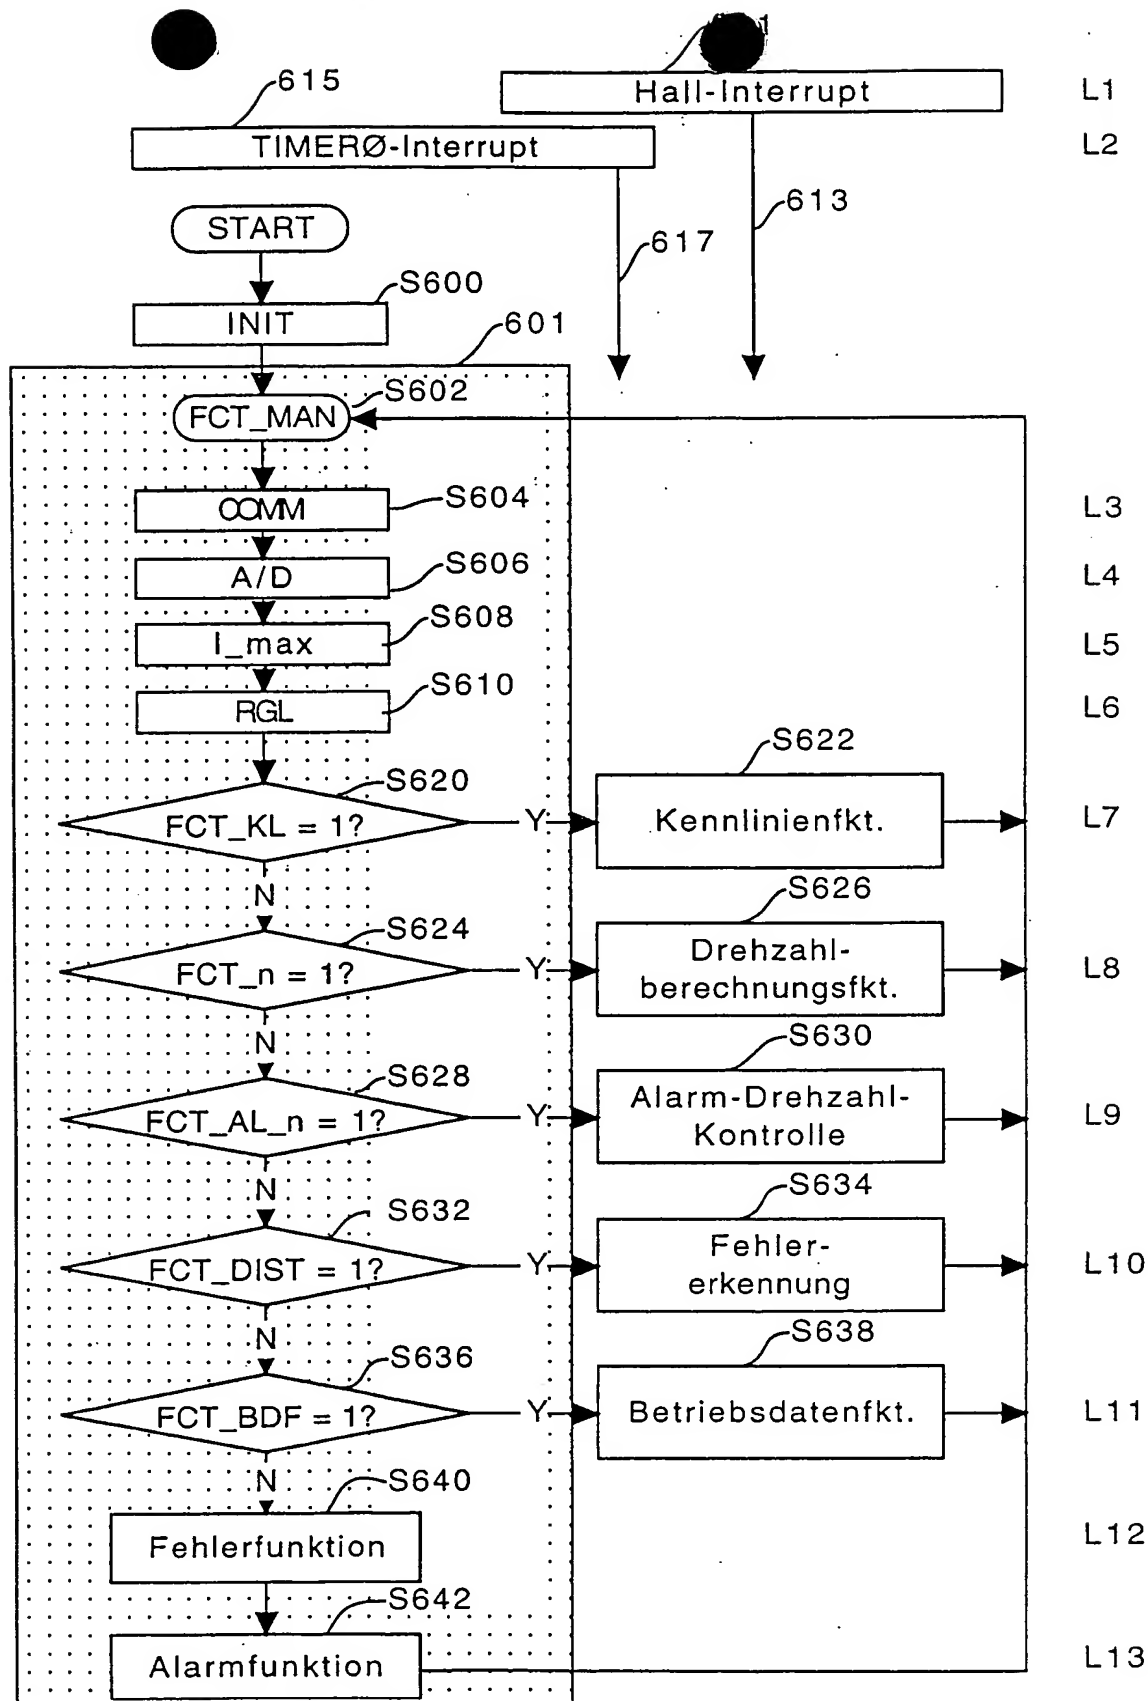 615
Hall-Interrupt
L1
TIMERØ-Interrupt
L2
613
START
617
S600
INIT
601
S602
FCT_MAN
S604
COMM
L3
S606
A/D
L4
S608
I_max
L5
S610
RGL
L6
S622
S620
FCT_KL = 1?
Y
Kennlinienfkt.
L7
N
S626
S624
FCT_n = 1?
Y
Drehzahl-
berechnungsfkt.
L8
N
S630
S628
FCT_AL_n = 1?
Y
Alarm-Drehzahl-
Kontrolle
L9
N
S634
S632
FCT_DIST = 1?
Y
Fehler-
erkennung
L10
N
S638
S636
FCT_BDF = 1?
Y
Betriebsdatenfkt.
L11
N
S640
Fehlerfunktion
L12
S642
Alarmfunktion
L13